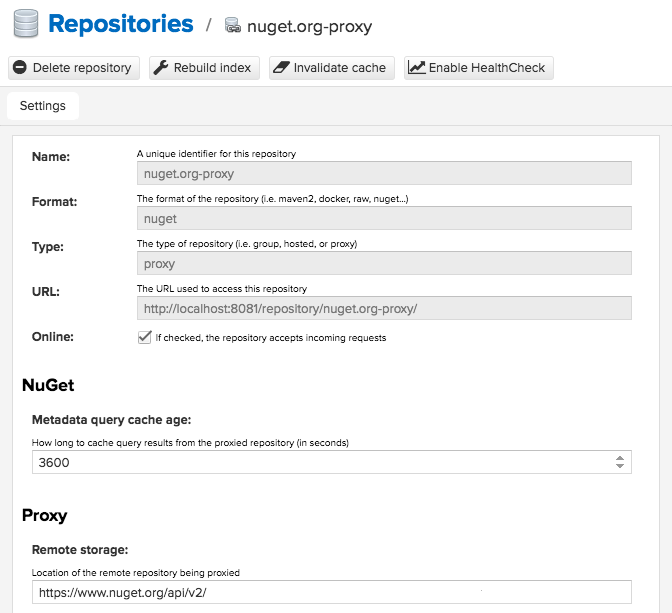 Repositories / nuget.org-proxy
Delete repository Rebuild index Invalidate cache Enable HealthCheck
Settings
Name: A unique identifier for this repository
nuget.org-proxy
Format: The format of the repository (i.e. maven2, docker, raw, nuget...)
nuget
Type: The type of repository (i.e. group, hosted, or proxy)
proxy
URL: The URL used to access this repository
http://localhost:8081/repository/nuget.org-proxy/
Online: If checked, the repository accepts incoming requests
NuGet
Metadata query cache age:
How long to cache query results from the proxied repository (in seconds)
3600
Proxy
Remote storage:
Location of the remote repository being proxied
https://www.nuget.org/api/v2/